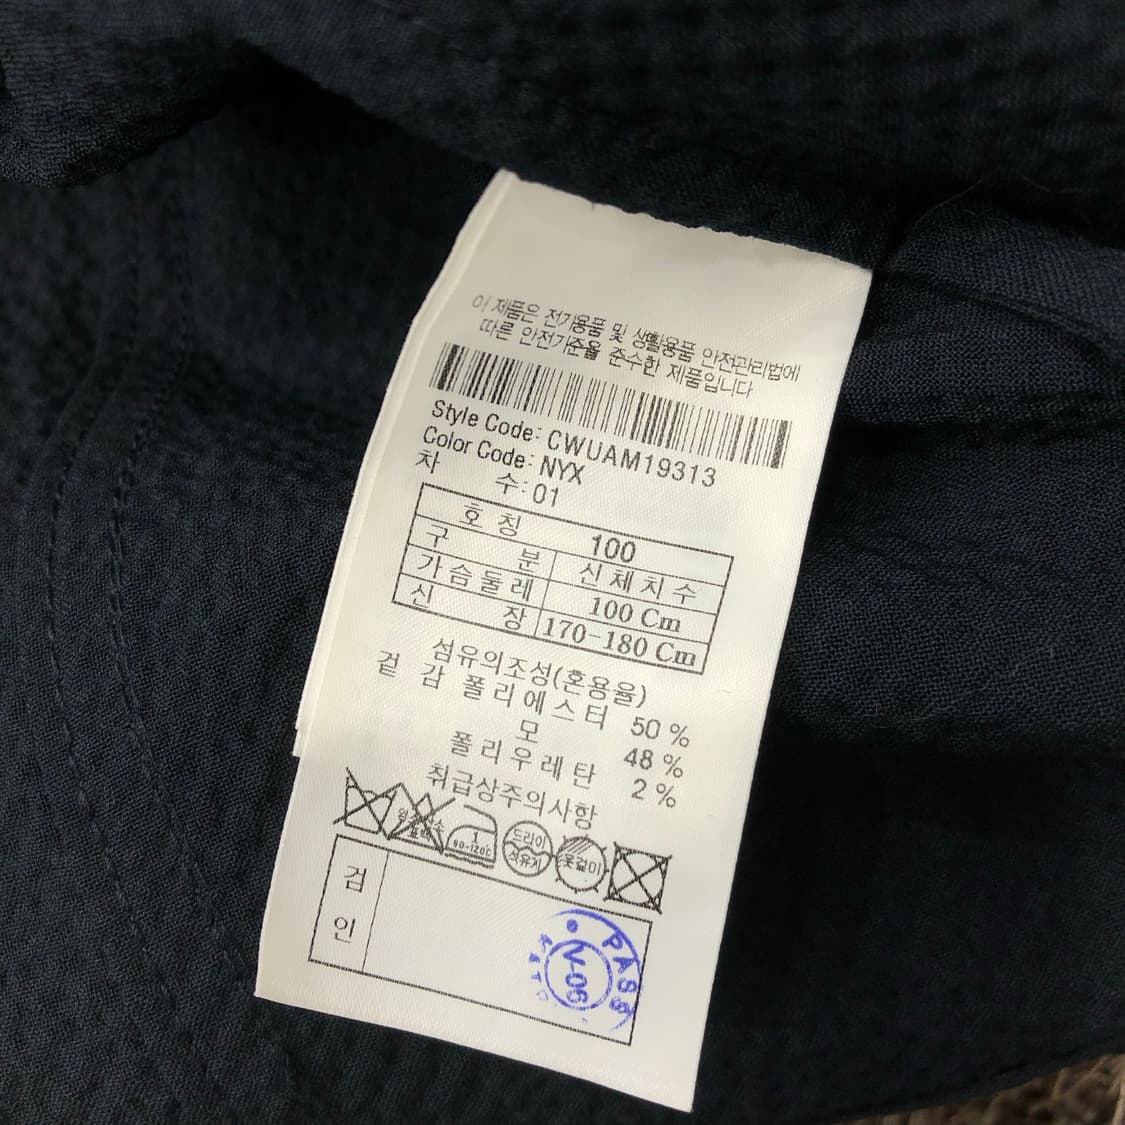 이 제품은 전기용품 및 생활용품 안전관리법에
따른 안전기준을 준수한 제품입니다
Style Code: CWUAM19313
Color Code: NYX
차 수: 01
호 칭 100
구 분 신체치수
가슴둘레 100 Cm
신 장 170-180 Cm
섬유의조성(혼용율)
겉 감 폴리에스터 50 %
모 48 %
폴리우레탄 2 %
취급상주의사항
1 80-120℃ 드라이 옷걸이
석유계
검
인
PASS
V-06